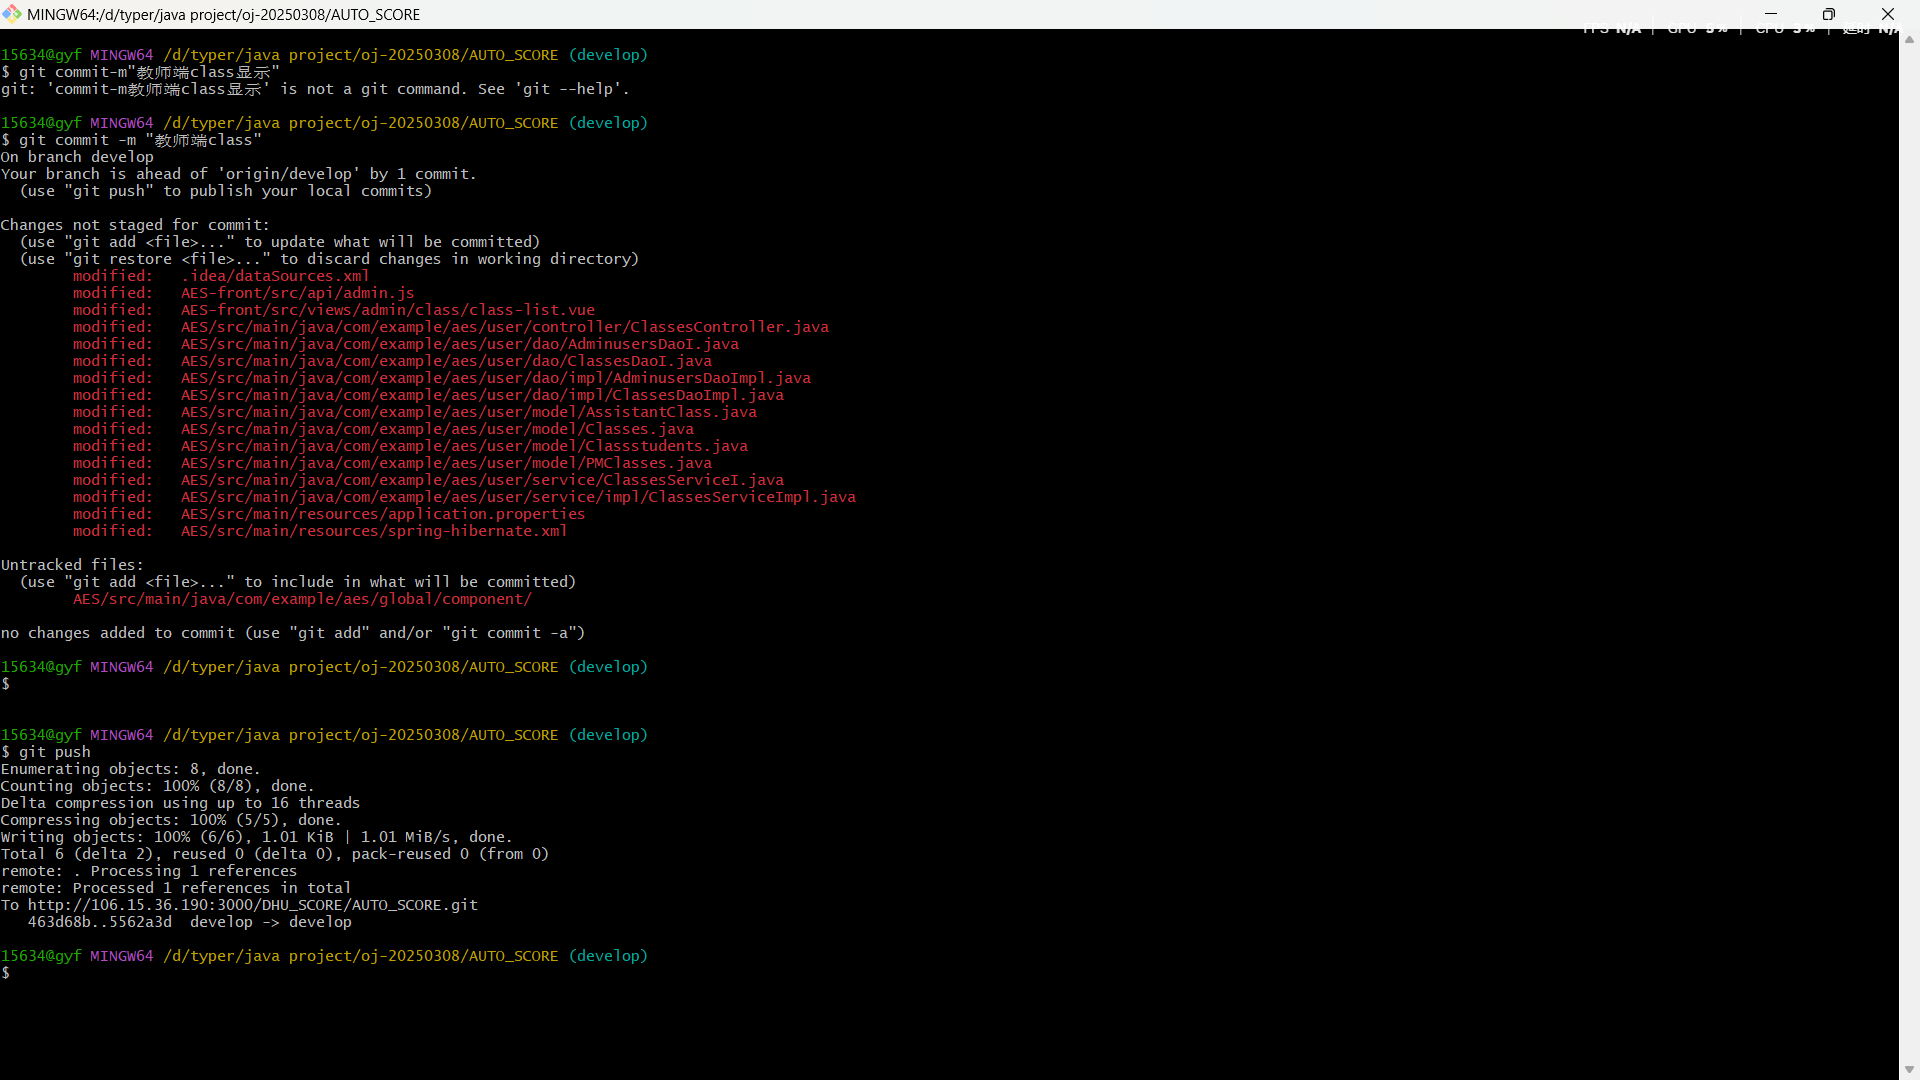 MINGW64:/d/typer/java project/oj-20250308/AUTO_SCORE
FPS N/A | GPU 5% | CPU 3% | 延时 N/A
15634@gyf MINGW64 /d/typer/java project/oj-20250308/AUTO_SCORE (develop)
$ git commit-m"教师端class显示"
git: 'commit-m教师端class显示' is not a git command. See 'git --help'.
15634@gyf MINGW64 /d/typer/java project/oj-20250308/AUTO_SCORE (develop)
$ git commit -m "教师端class"
On branch develop
Your branch is ahead of 'origin/develop' by 1 commit.
  (use "git push" to publish your local commits)
Changes not staged for commit:
  (use "git add <file>..." to update what will be committed)
  (use "git restore <file>..." to discard changes in working directory)
        modified:   .idea/dataSources.xml
        modified:   AES-front/src/api/admin.js
        modified:   AES-front/src/views/admin/class/class-list.vue
        modified:   AES/src/main/java/com/example/aes/user/controller/ClassesController.java
        modified:   AES/src/main/java/com/example/aes/user/dao/AdminusersDaoI.java
        modified:   AES/src/main/java/com/example/aes/user/dao/ClassesDaoI.java
        modified:   AES/src/main/java/com/example/aes/user/dao/impl/AdminusersDaoImpl.java
        modified:   AES/src/main/java/com/example/aes/user/dao/impl/ClassesDaoImpl.java
        modified:   AES/src/main/java/com/example/aes/user/model/AssistantClass.java
        modified:   AES/src/main/java/com/example/aes/user/model/Classes.java
        modified:   AES/src/main/java/com/example/aes/user/model/Classstudents.java
        modified:   AES/src/main/java/com/example/aes/user/model/PMClasses.java
        modified:   AES/src/main/java/com/example/aes/user/service/ClassesServiceI.java
        modified:   AES/src/main/java/com/example/aes/user/service/impl/ClassesServiceImpl.java
        modified:   AES/src/main/resources/application.properties
        modified:   AES/src/main/resources/spring-hibernate.xml
Untracked files:
  (use "git add <file>..." to include in what will be committed)
        AES/src/main/java/com/example/aes/global/component/
no changes added to commit (use "git add" and/or "git commit -a")
15634@gyf MINGW64 /d/typer/java project/oj-20250308/AUTO_SCORE (develop)
$
15634@gyf MINGW64 /d/typer/java project/oj-20250308/AUTO_SCORE (develop)
$ git push
Enumerating objects: 8, done.
Counting objects: 100% (8/8), done.
Delta compression using up to 16 threads
Compressing objects: 100% (5/5), done.
Writing objects: 100% (6/6), 1.01 KiB | 1.01 MiB/s, done.
Total 6 (delta 2), reused 0 (delta 0), pack-reused 0 (from 0)
remote: . Processing 1 references
remote: Processed 1 references in total
To http://106.15.36.190:3000/DHU_SCORE/AUTO_SCORE.git
   463d68b..5562a3d  develop -> develop
15634@gyf MINGW64 /d/typer/java project/oj-20250308/AUTO_SCORE (develop)
$